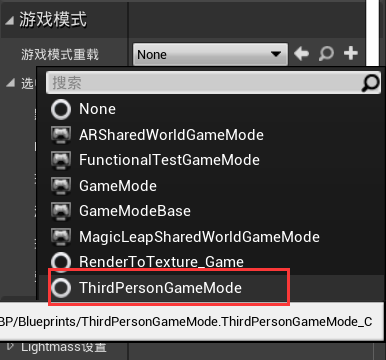 游戏模式
游戏模式重载
None
选
搜索
None
ARSharedWorldGameMode
FunctionalTestGameMode
GameMode
GameModeBase
MagicLeapSharedWorldGameMode
RenderToTexture_Game
ThirdPersonGameMode
BP/Blueprints/ThirdPersonGameMode.ThirdPersonGameMode_C
Lightmass设置